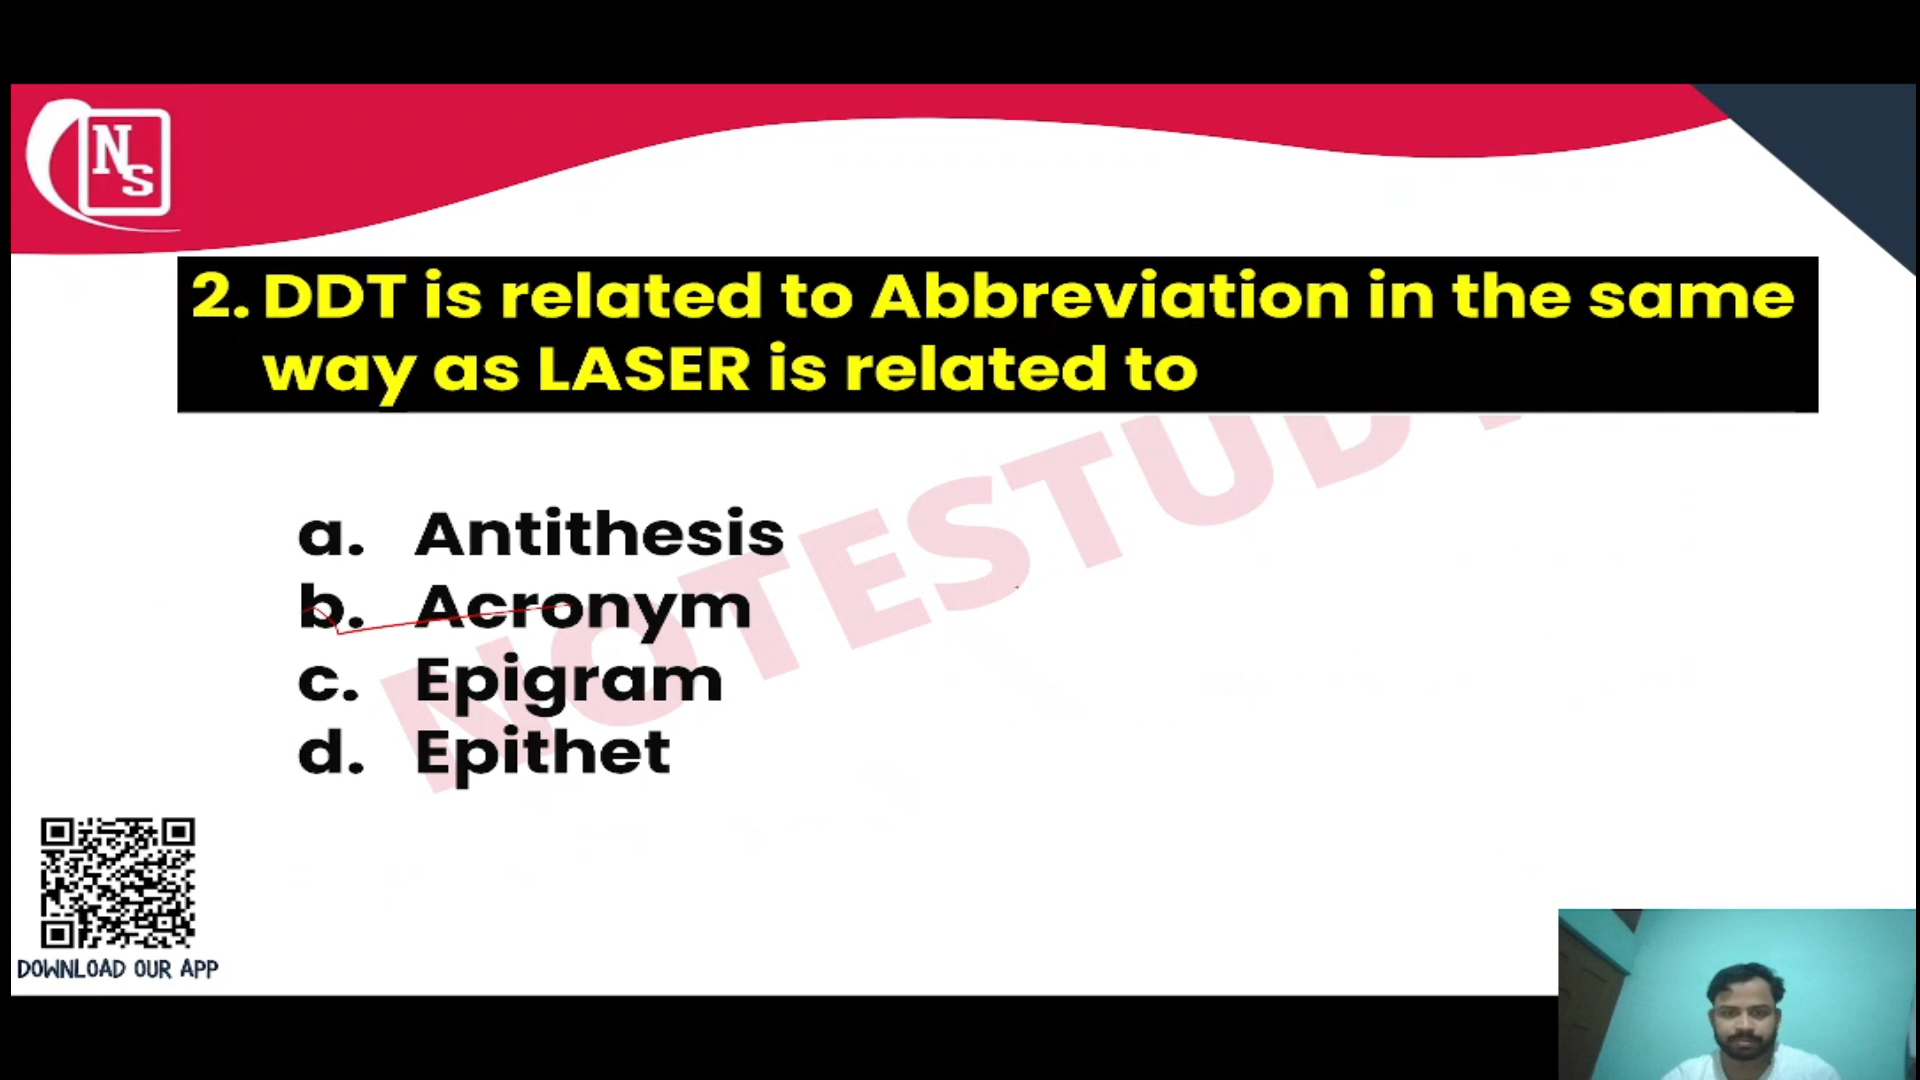 NS
2. DDT is related to Abbreviation in the same
way as LASER is related to
a. Antithesis
b. Acronym
c. Epigram
d. Epithet
NOTESTUD
DOWNLOAD OUR APP